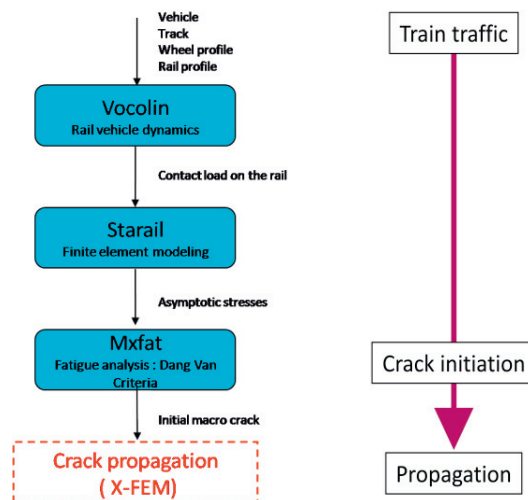 Vehicle
Track
Wheel profile
Rail profile
Vocolin
Rail vehicle dynamics
Contact load on the rail
Starail
Finite element modeling
Asymptotic stresses
Mxfat
Fatigue analysis : Dang Van
Criteria
Initial macro crack
Crack propagation
( X-FEM)
Train traffic
Crack initiation
Propagation